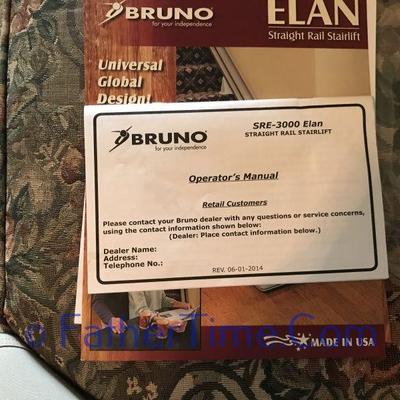 BRUNO®
for your independence
ELAN
Straight Rail Stairlift
Universal
Global
Design!
BRUNO®
for your independence
SRE-3000 Elan
STRAIGHT RAIL STAIRLIFT
Operator's Manual
Retail Customers
Please contact your Bruno dealer with any questions or service concerns,
using the contact information shown below:
(Dealer: Place contact information below.)
Dealer Name:
Address:
Telephone No.:
REV. 06-01-2014
© FatherTime.Com
MADE IN USA